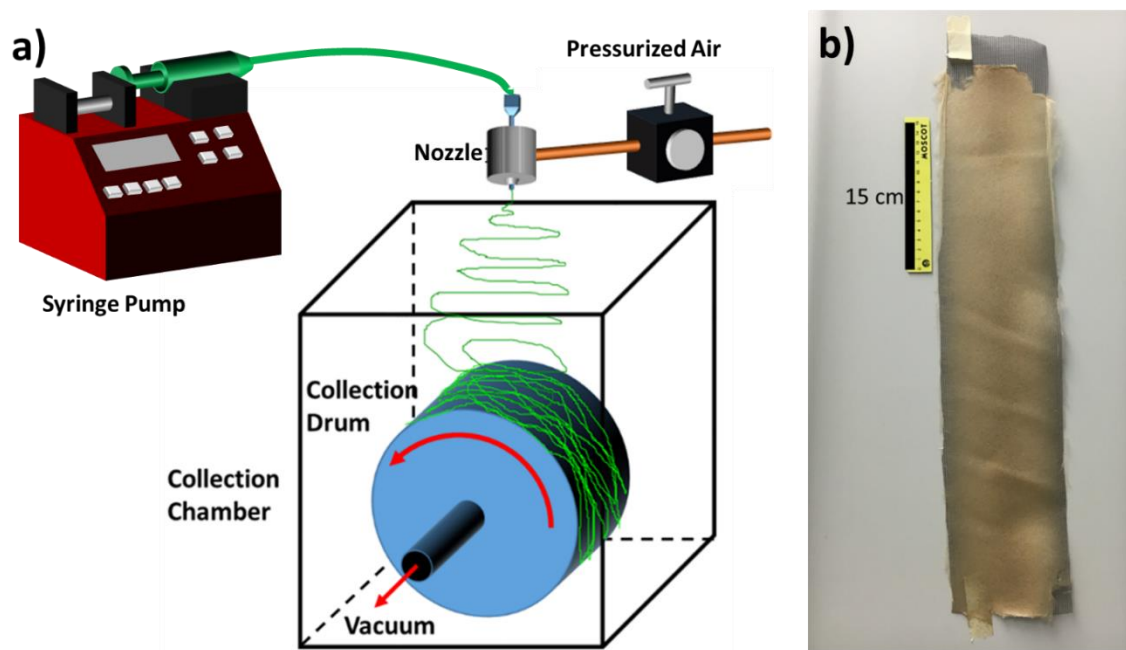 a)
Pressurized Air
Nozzle
Syringe Pump
Collection
Drum
Collection
Chamber
Vacuum
b)
MOSCOT
15 cm